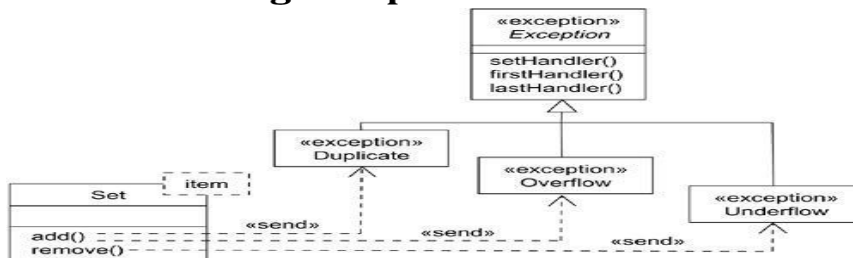 «exception»
Exception
setHandler()
firstHandler()
lastHandler()
«exception»
Duplicate
«exception»
Overflow
«exception»
Underflow
item
Set
«send»
«send»
«send»
add()
remove()